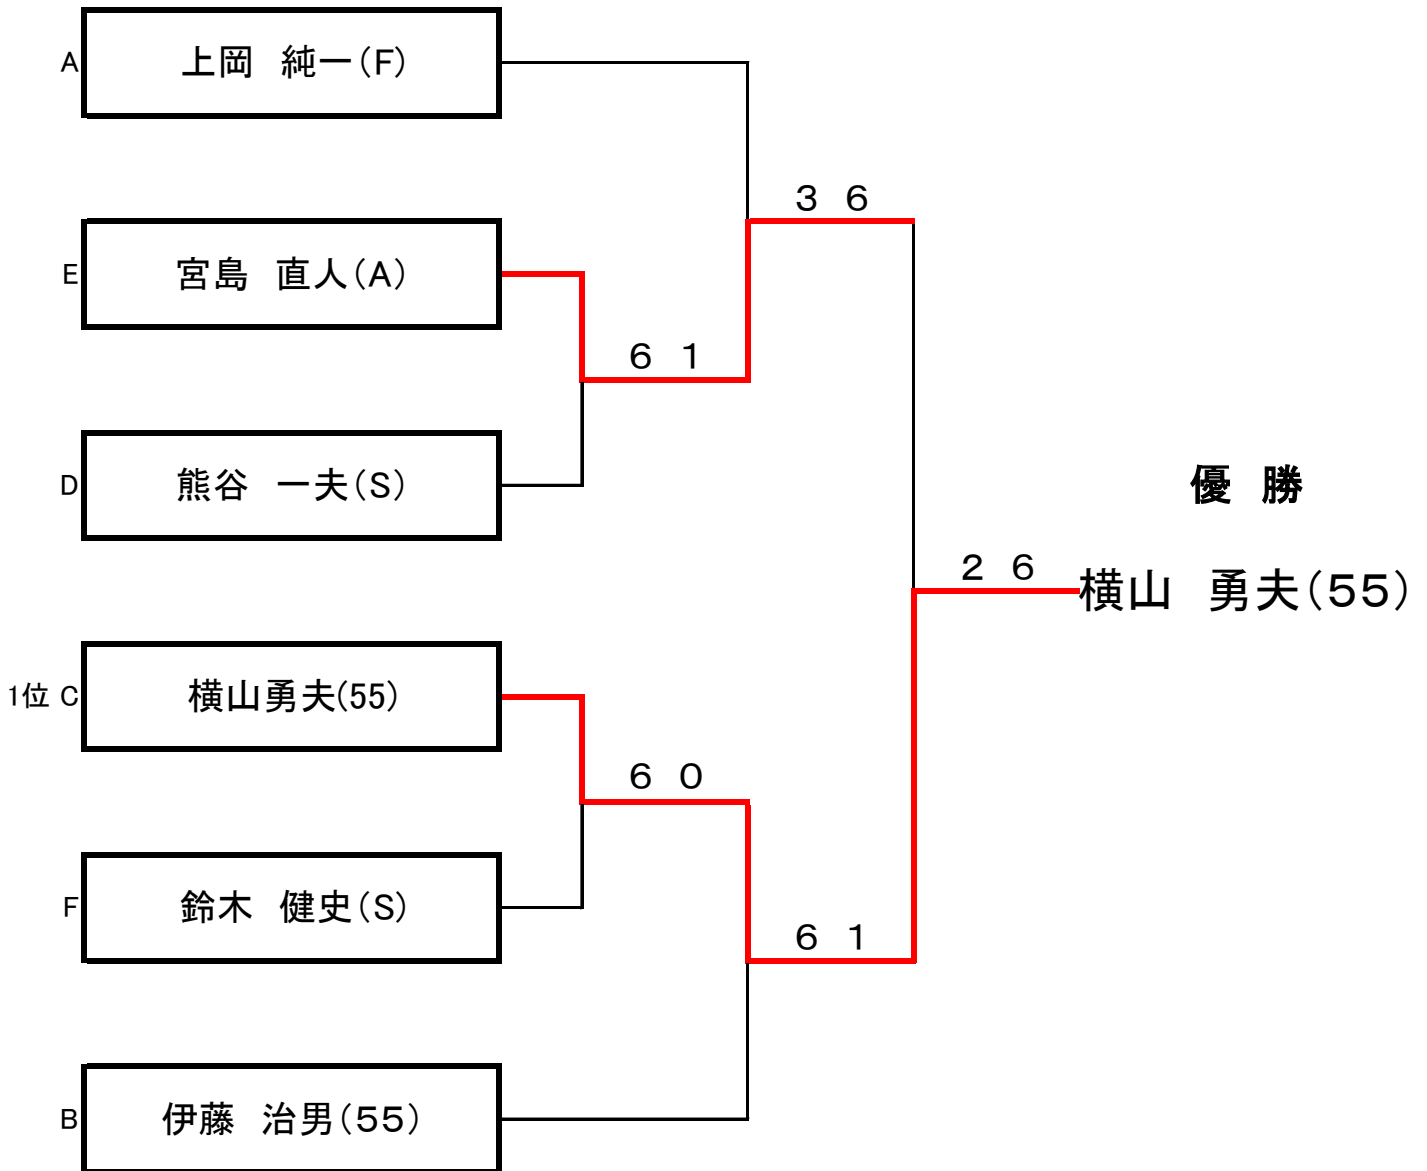 A 上岡　純一(F)
３　６
E 宮島　直人(A)
６　１
D 熊谷　一夫(S)
優　勝
２　６
横山　勇夫(55)
1位 C 横山勇夫(55)
６　０
F 鈴木　健史(S)
６　１
B 伊藤　治男(55)